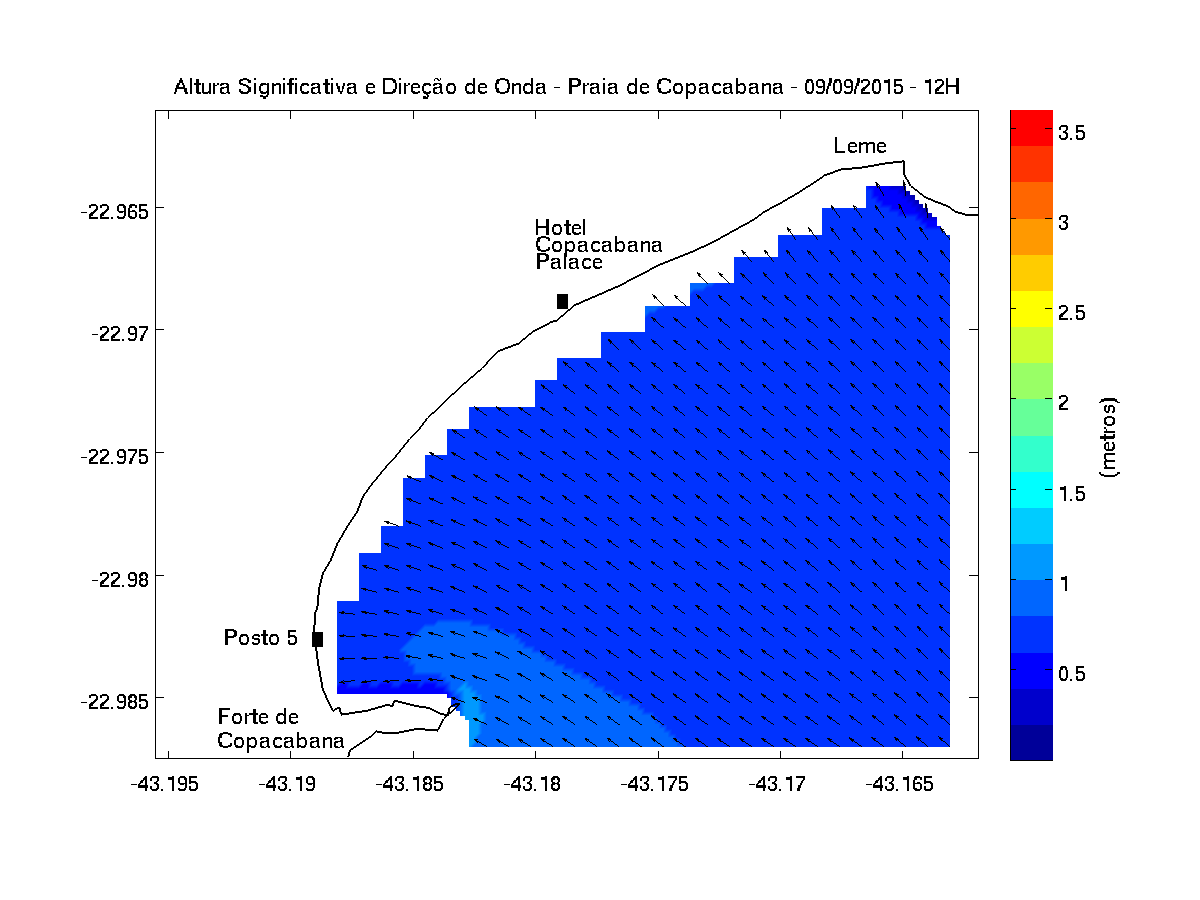 Altura Significativa e Direção de Onda - Praia de Copacabana - 09/09/2015 - 12H
Leme
Hotel
Copacabana
Palace
Posto 5
Forte de
Copacabana
-22.965
-22.97
-22.975
-22.98
-22.985
-43.195
-43.19
-43.185
-43.18
-43.175
-43.17
-43.165
3.5
3
2.5
2
1.5
1
0.5
(metros)